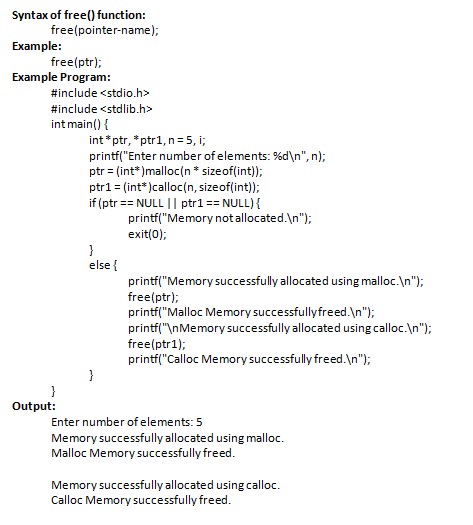 Syntax of free() function:
free(pointer-name);
Example:
free(ptr);
Example Program:
#include <stdio.h>
#include <stdlib.h>
int main() {
int *ptr, *ptr1, n = 5, i;
printf("Enter number of elements: %d\n", n);
ptr = (int*)malloc(n * sizeof(int));
ptr1 = (int*)calloc(n, sizeof(int));
if (ptr == NULL || ptr1 == NULL) {
printf("Memory not allocated.\n");
exit(0);
}
else {
printf("Memory successfully allocated using malloc.\n");
free(ptr);
printf("Malloc Memory successfully freed.\n");
printf("\nMemory successfully allocated using calloc.\n");
free(ptr1);
printf("Calloc Memory successfully freed.\n");
}
}
Output:
Enter number of elements: 5
Memory successfully allocated using malloc.
Malloc Memory successfully freed.
Memory successfully allocated using calloc.
Calloc Memory successfully freed.